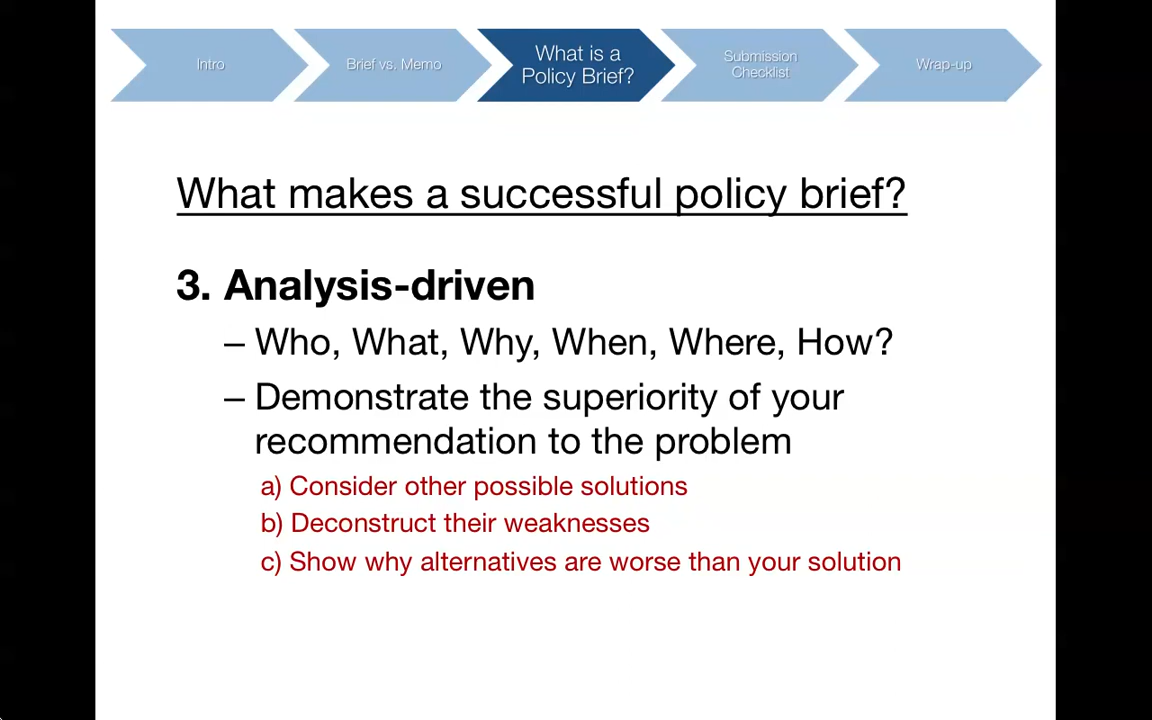 Intro
Brief vs. Memo
What is a
Policy Brief?
Submission
Checklist
Wrap-up
What makes a successful policy brief?
3. Analysis-driven
– Who, What, Why, When, Where, How?
– Demonstrate the superiority of your
recommendation to the problem
a) Consider other possible solutions
b) Deconstruct their weaknesses
c) Show why alternatives are worse than your solution